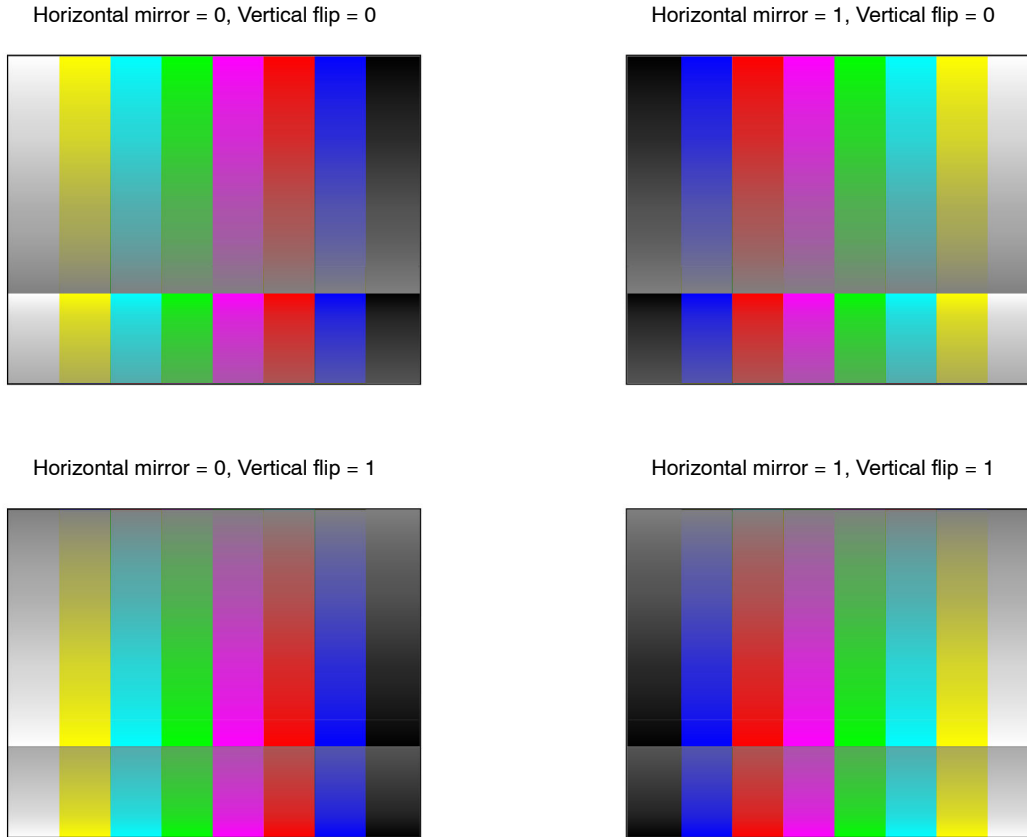 Horizontal mirror = 0, Vertical flip = 0
Horizontal mirror = 1, Vertical flip = 0
Horizontal mirror = 0, Vertical flip = 1
Horizontal mirror = 1, Vertical flip = 1